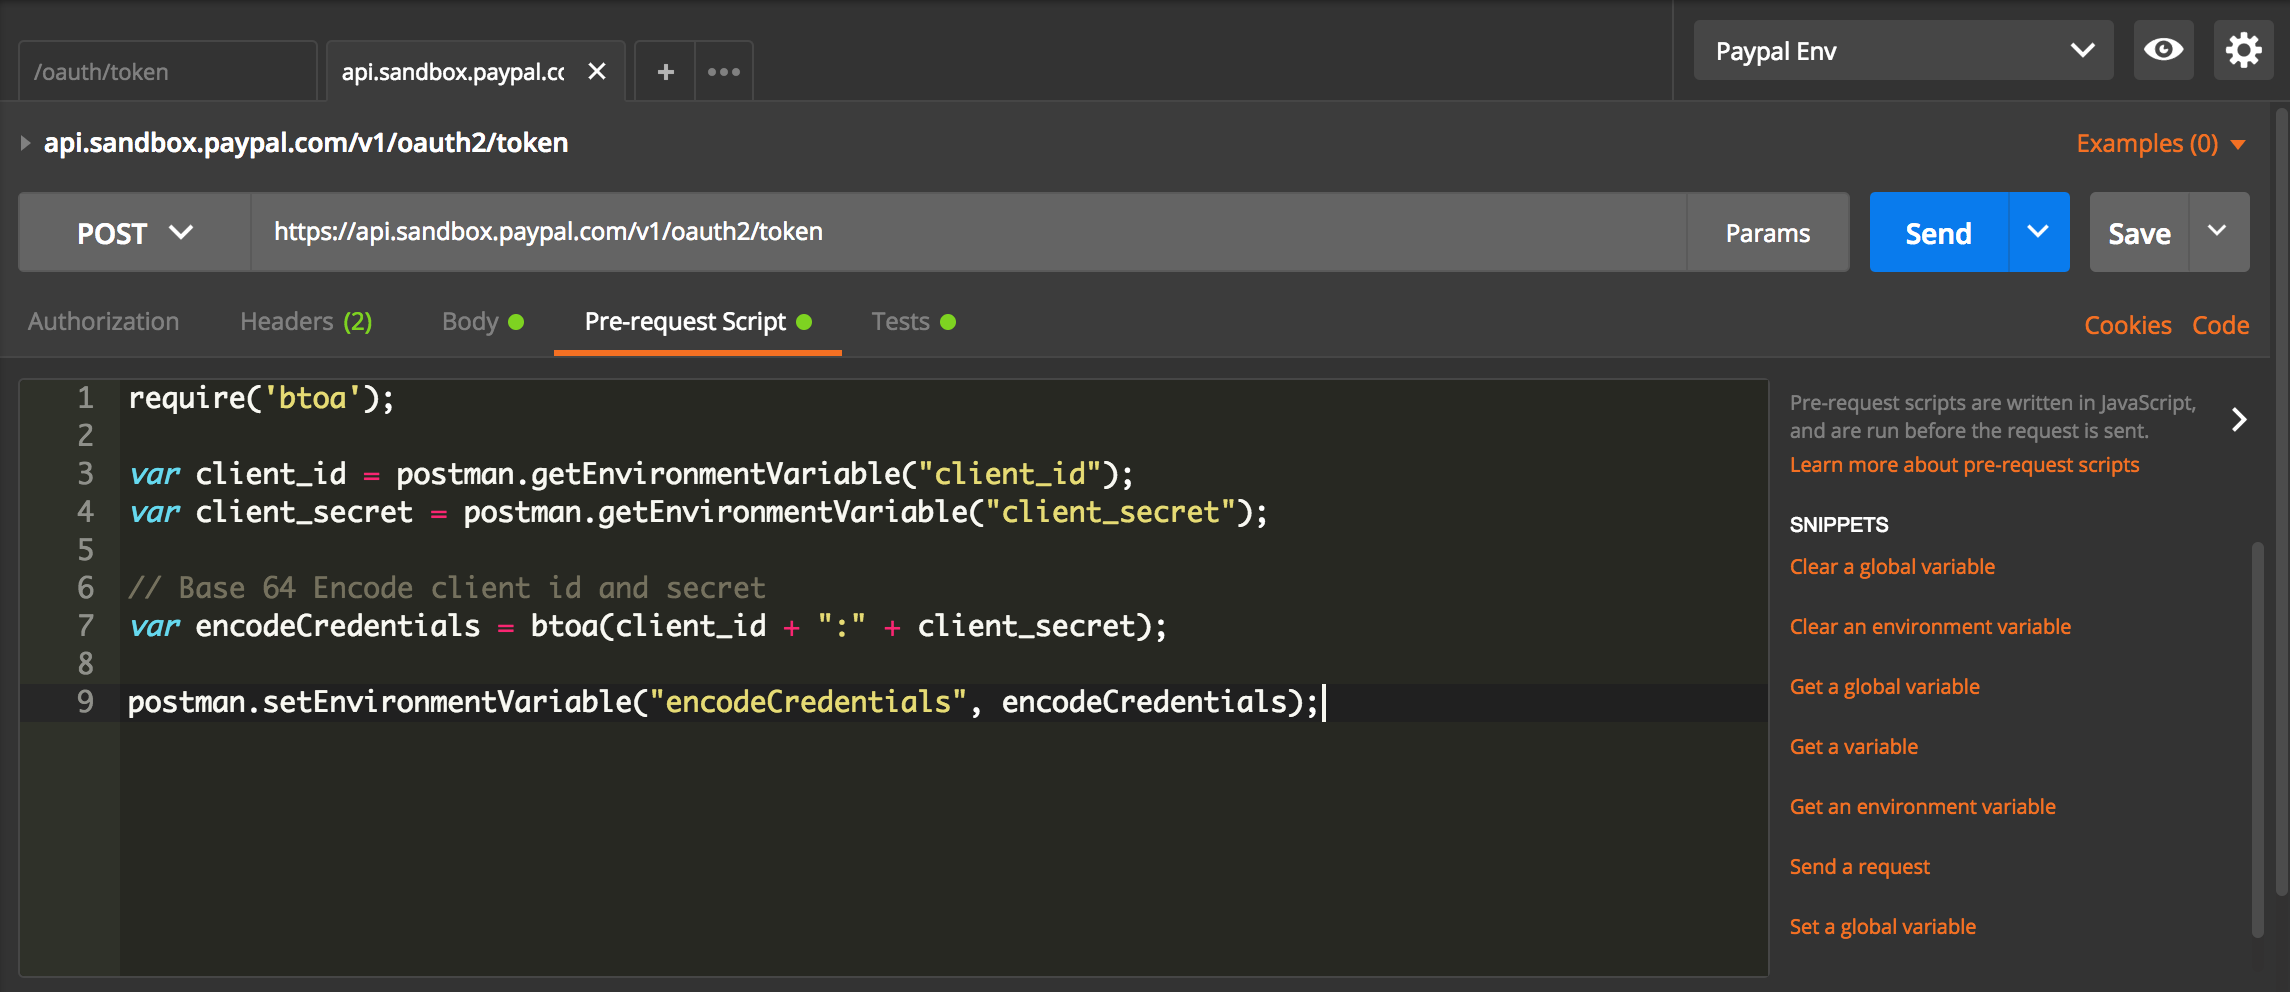 /oauth/token
api.sandbox.paypal.cc
Paypal Env
api.sandbox.paypal.com/v1/oauth2/token
Examples (0)
POST
https://api.sandbox.paypal.com/v1/oauth2/token
Params
Send
Save
Authorization
Headers (2)
Body
Pre-request Script
Tests
Cookies
Code
1 require('btoa');
2
3 var client_id = postman.getEnvironmentVariable("client_id");
4 var client_secret = postman.getEnvironmentVariable("client_secret");
5
6 // Base 64 Encode client id and secret
7 var encodeCredentials = btoa(client_id + ":" + client_secret);
8
9 postman.setEnvironmentVariable("encodeCredentials", encodeCredentials);
Pre-request scripts are written in JavaScript,
and are run before the request is sent.
Learn more about pre-request scripts
SNIPPETS
Clear a global variable
Clear an environment variable
Get a global variable
Get a variable
Get an environment variable
Send a request
Set a global variable